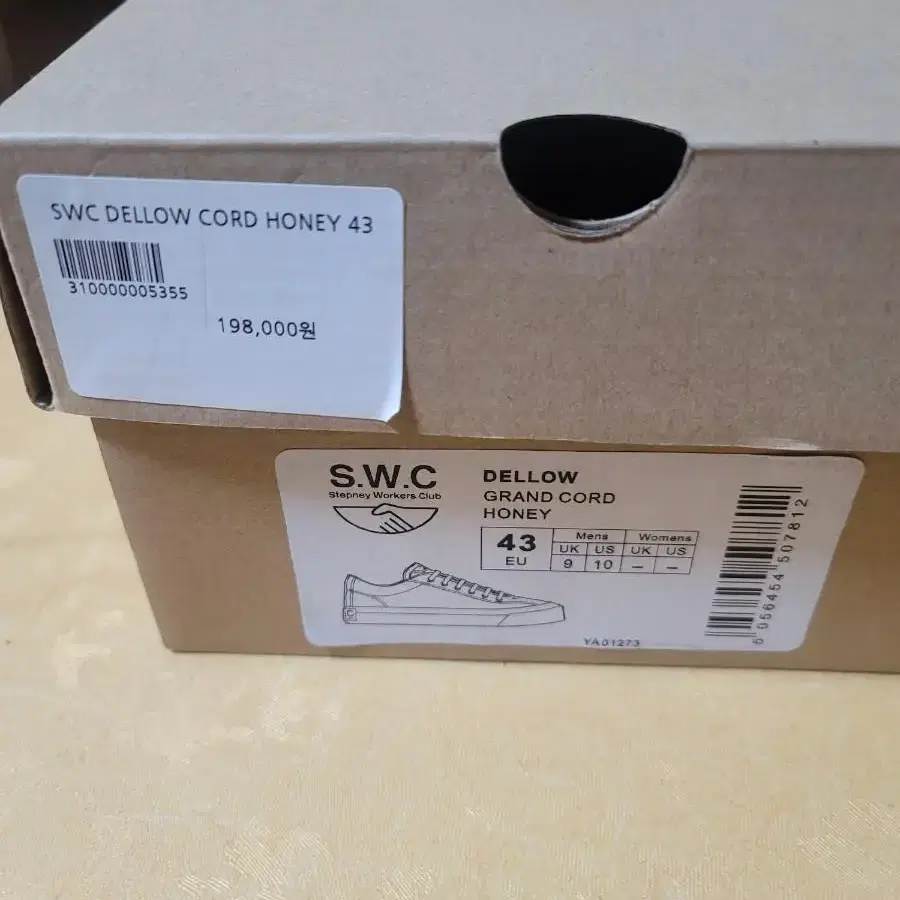 SWC DELLOW CORD HONEY 43
310000005355
198,000원
S.W.C
Stepney Workers Club
DELLOW
GRAND CORD
HONEY
43
EU
Mens Womens
UK US UK US
9 10 – –
YA01273
5056454507812